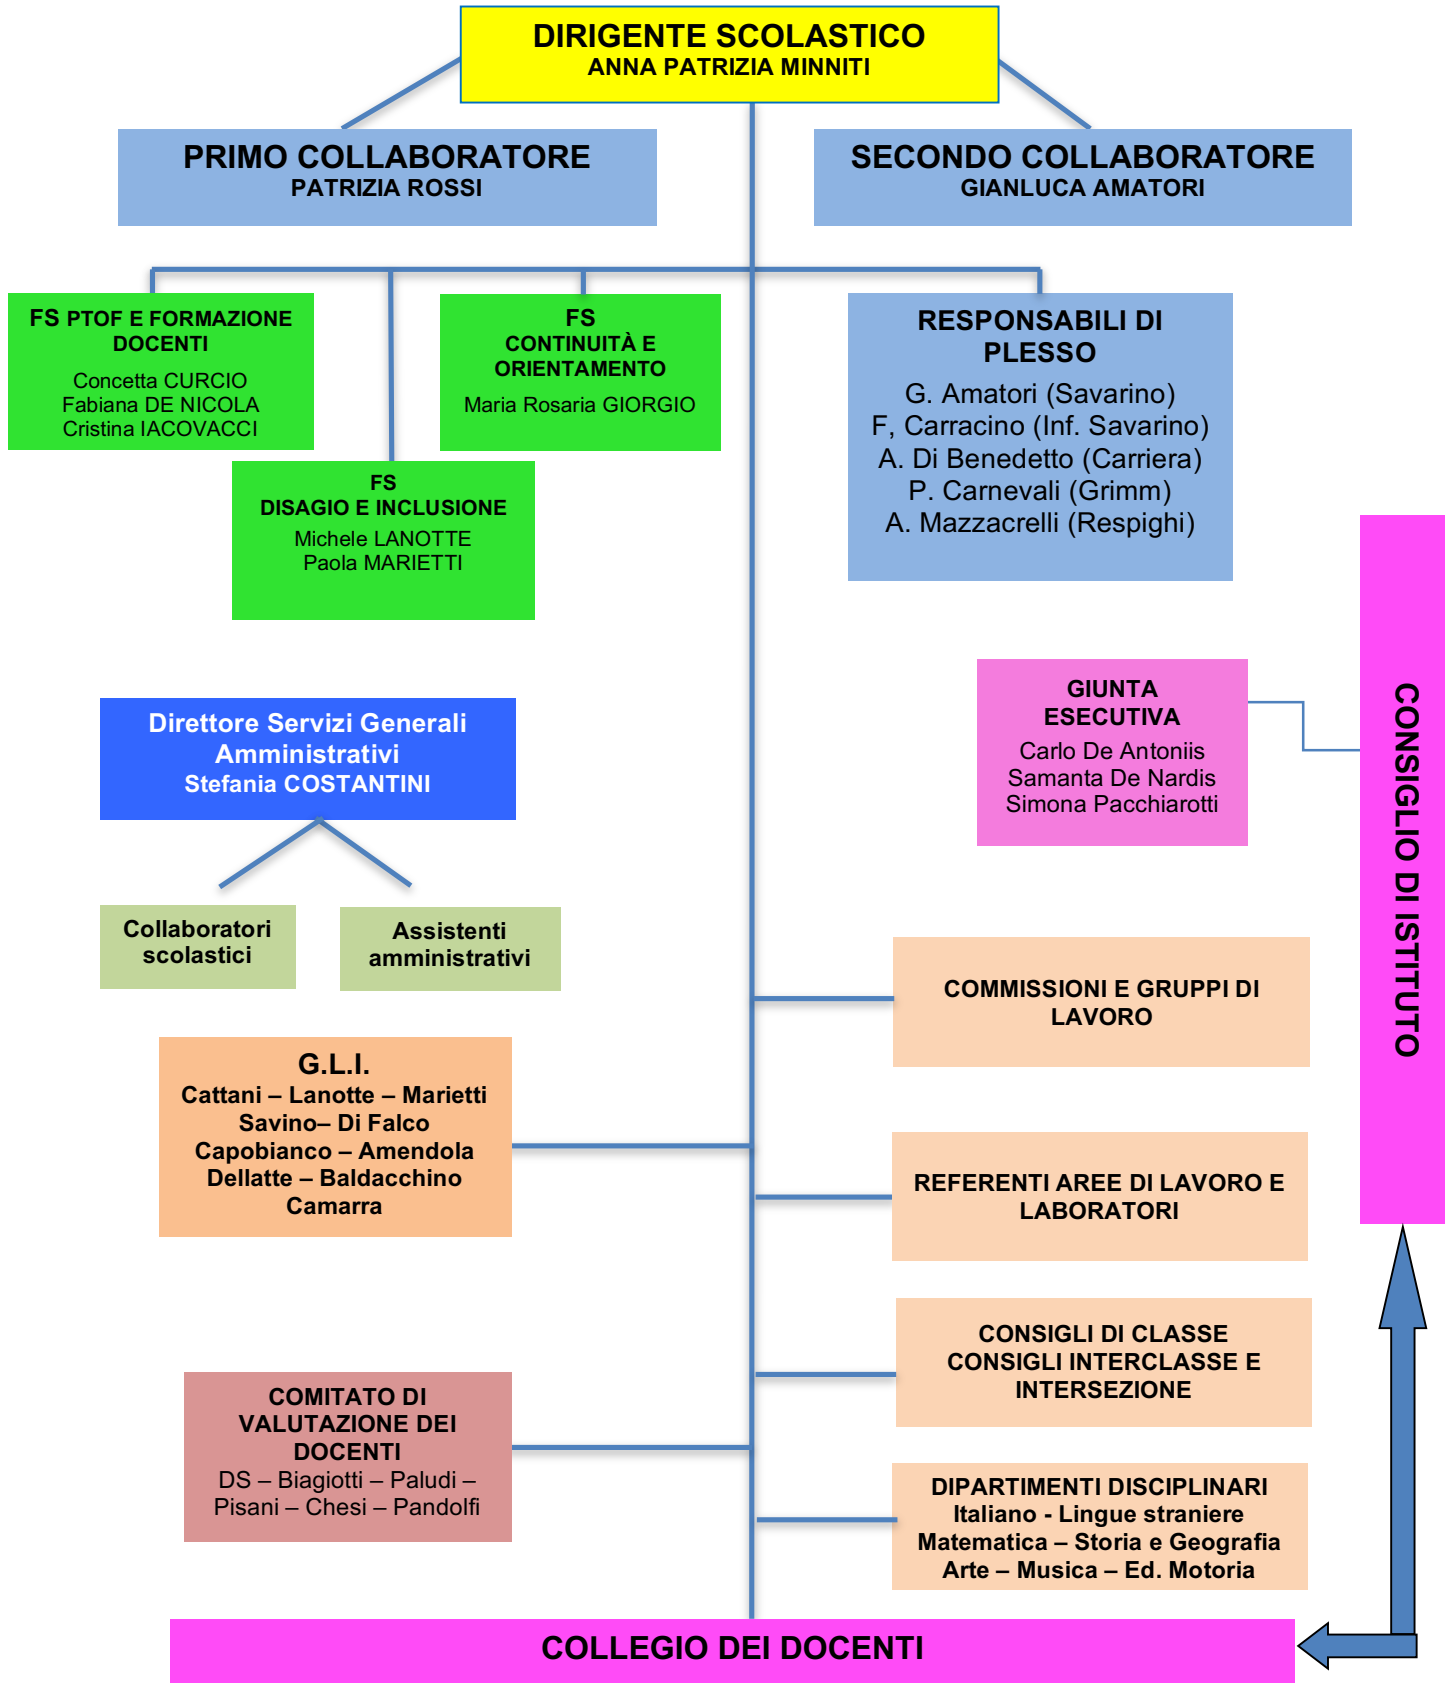 DIRIGENTE SCOLASTICO
ANNA PATRIZIA MINNITI
PRIMO COLLABORATORE
PATRIZIA ROSSI
SECONDO COLLABORATORE
GIANLUCA AMATORI
FS PTOF E FORMAZIONE
DOCENTI
Concetta CURCIO
Fabiana DE NICOLA
Cristina IACOVACCI
FS
CONTINUITÀ E
ORIENTAMENTO
Maria Rosaria GIORGIO
RESPONSABILI DI
PLESSO
G. Amatori (Savarino)
F, Carracino (Inf. Savarino)
A. Di Benedetto (Carriera)
P. Carnevali (Grimm)
A. Mazzacrelli (Respighi)
FS
DISAGIO E INCLUSIONE
Michele LANOTTE
Paola MARIETTI
Direttore Servizi Generali
Amministrativi
Stefania COSTANTINI
GIUNTA
ESECUTIVA
Carlo De Antoniis
Samanta De Nardis
Simona Pacchiarotti
CONSIGLIO DI ISTITUTO
Collaboratori
scolastici
Assistenti
amministrativi
COMMISSIONI E GRUPPI DI
LAVORO
G.L.I.
Cattani – Lanotte – Marietti
Savino– Di Falco
Capobianco – Amendola
Dellatte – Baldacchino
Camarra
REFERENTI AREE DI LAVORO E
LABORATORI
CONSIGLI DI CLASSE
CONSIGLI INTERCLASSE E
INTERSEZIONE
COMITATO DI
VALUTAZIONE DEI
DOCENTI
DS – Biagiotti – Paludi –
Pisani – Chesi – Pandolfi
DIPARTIMENTI DISCIPLINARI
Italiano - Lingue straniere
Matematica – Storia e Geografia
Arte – Musica – Ed. Motoria
COLLEGIO DEI DOCENTI